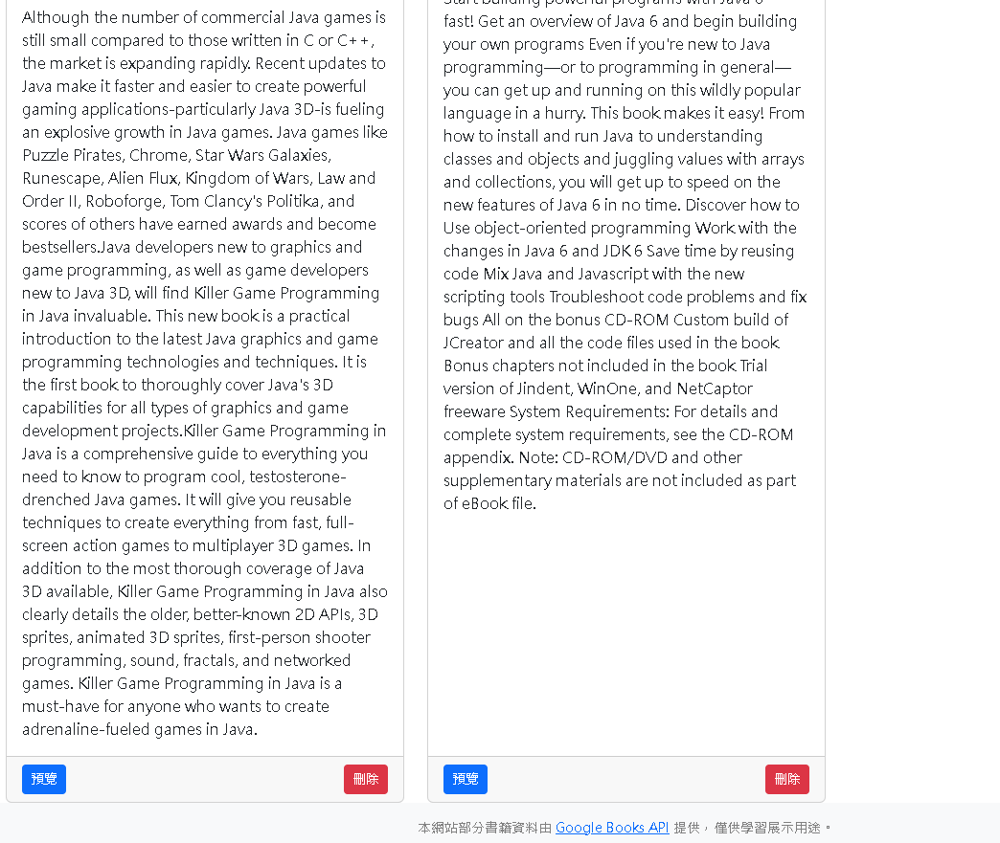 Although the number of commercial Java games is
still small compared to those written in C or C++,
the market is expanding rapidly. Recent updates to
Java make it faster and easier to create powerful
gaming applications-particularly Java 3D-is fueling
an explosive growth in Java games. Java games like
Puzzle Pirates, Chrome, Star Wars Galaxies,
Runescape, Alien Flux, Kingdom of Wars, Law and
Order II, Roboforge, Tom Clancy's Politika, and
scores of others have earned awards and become
bestsellers.Java developers new to graphics and
game programming, as well as game developers
new to Java 3D, will find Killer Game Programming
in Java invaluable. This new book is a practical
introduction to the latest Java graphics and game
programming technologies and techniques. It is
the first book to thoroughly cover Java's 3D
capabilities for all types of graphics and game
development projects.Killer Game Programming in
Java is a comprehensive guide to everything you
need to know to program cool, testosterone-
drenched Java games. It will give you reusable
techniques to create everything from fast, full-
screen action games to multiplayer 3D games. In
addition to the most thorough coverage of Java
3D available, Killer Game Programming in Java also
clearly details the older, better-known 2D APIs, 3D
sprites, animated 3D sprites, first-person shooter
programming, sound, fractals, and networked
games. Killer Game Programming in Java is a
must-have for anyone who wants to create
adrenaline-fueled games in Java.
預覽
刪除
Start building powerful programs with Java 6
fast! Get an overview of Java 6 and begin building
your own programs Even if you're new to Java
programming—or to programming in general—
you can get up and running on this wildly popular
language in a hurry. This book makes it easy! From
how to install and run Java to understanding
classes and objects and juggling values with arrays
and collections, you will get up to speed on the
new features of Java 6 in no time. Discover how to
Use object-oriented programming Work with the
changes in Java 6 and JDK 6 Save time by reusing
code Mix Java and Javascript with the new
scripting tools Troubleshoot code problems and fix
bugs All on the bonus CD-ROM Custom build of
JCreator and all the code files used in the book
Bonus chapters not included in the book Trial
version of Jindent, WinOne, and NetCaptor
freeware System Requirements: For details and
complete system requirements, see the CD-ROM
appendix. Note: CD-ROM/DVD and other
supplementary materials are not included as part
of eBook file.
預覽
刪除
本網站部分書籍資料由 Google Books API 提供，僅供學習展示用途。